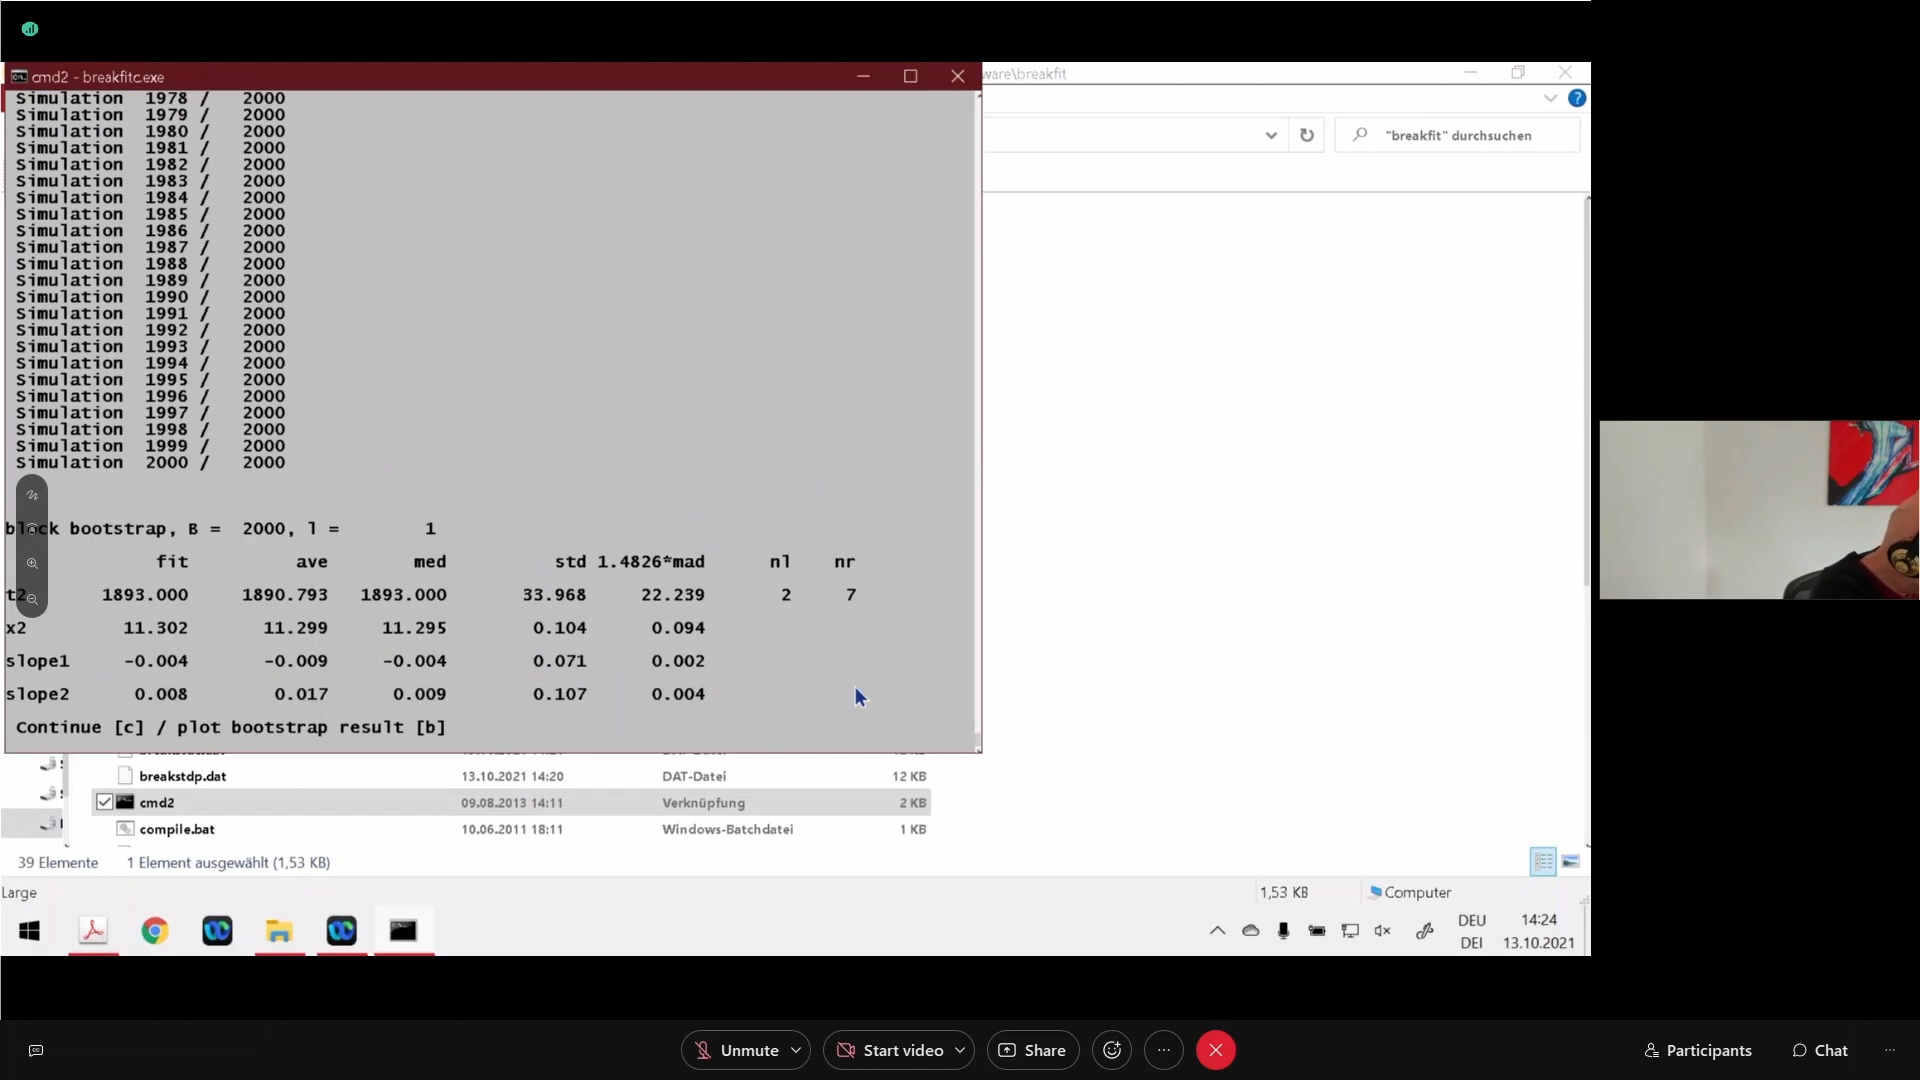 cmd2 - breakfitc.exe
ware\breakfit
Simulation 1978 / 2000
Simulation 1979 / 2000
Simulation 1980 / 2000
Simulation 1981 / 2000
Simulation 1982 / 2000
Simulation 1983 / 2000
Simulation 1984 / 2000
Simulation 1985 / 2000
Simulation 1986 / 2000
Simulation 1987 / 2000
Simulation 1988 / 2000
Simulation 1989 / 2000
Simulation 1990 / 2000
Simulation 1991 / 2000
Simulation 1992 / 2000
Simulation 1993 / 2000
Simulation 1994 / 2000
Simulation 1995 / 2000
Simulation 1996 / 2000
Simulation 1997 / 2000
Simulation 1998 / 2000
Simulation 1999 / 2000
Simulation 2000 / 2000
"breakfit" durchsuchen
block bootstrap, B = 2000, l = 1
fit ave med std 1.4826*mad nl nr
t2 1893.000 1890.793 1893.000 33.968 22.239 2 7
x2 11.302 11.299 11.295 0.104 0.094
slope1 -0.004 -0.009 -0.004 0.071 0.002
slope2 0.008 0.017 0.009 0.107 0.004
Continue [c] / plot bootstrap result [b]
breakstdp.dat 13.10.2021 14:20 DAT-Datei 12 KB
cmd2 09.08.2013 14:11 Verknüpfung 2 KB
compile.bat 10.06.2011 18:11 Windows-Batchdatei 1 KB
39 Elemente 1 Element ausgewählt (1,53 KB)
Large 1,53 KB Computer
DEU 14:24
DEI 13.10.2021
Unmute Start video Share Participants Chat